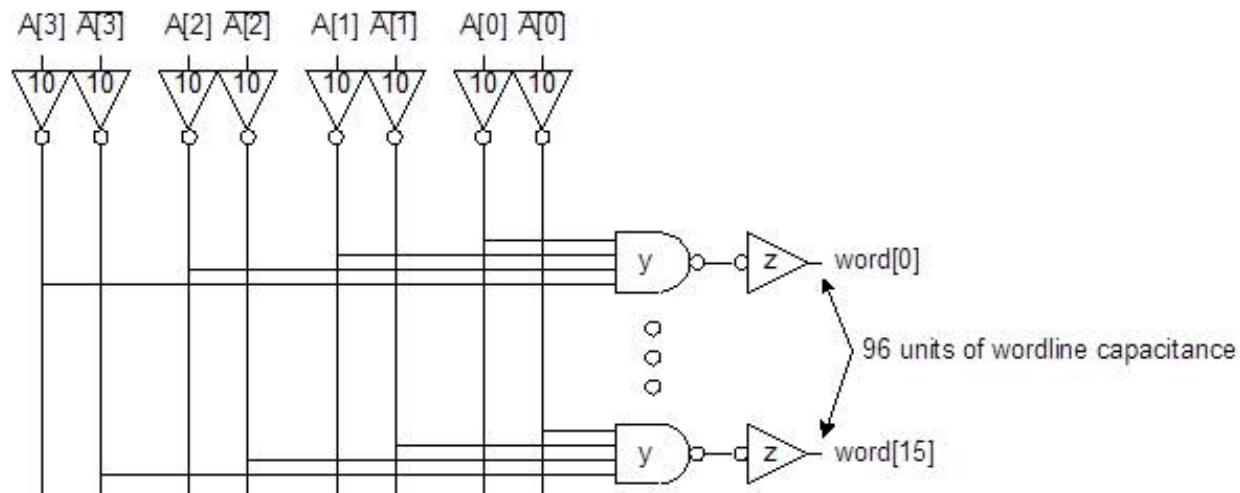 A[3] A̅[̅3̅]̅ A[2] A̅[̅2̅]̅ A[1] A̅[̅1̅]̅ A[0] A̅[̅0̅]̅
10 10 10 10 10 10 10 10
y z word[0]
96 units of wordline capacitance
y z word[15]